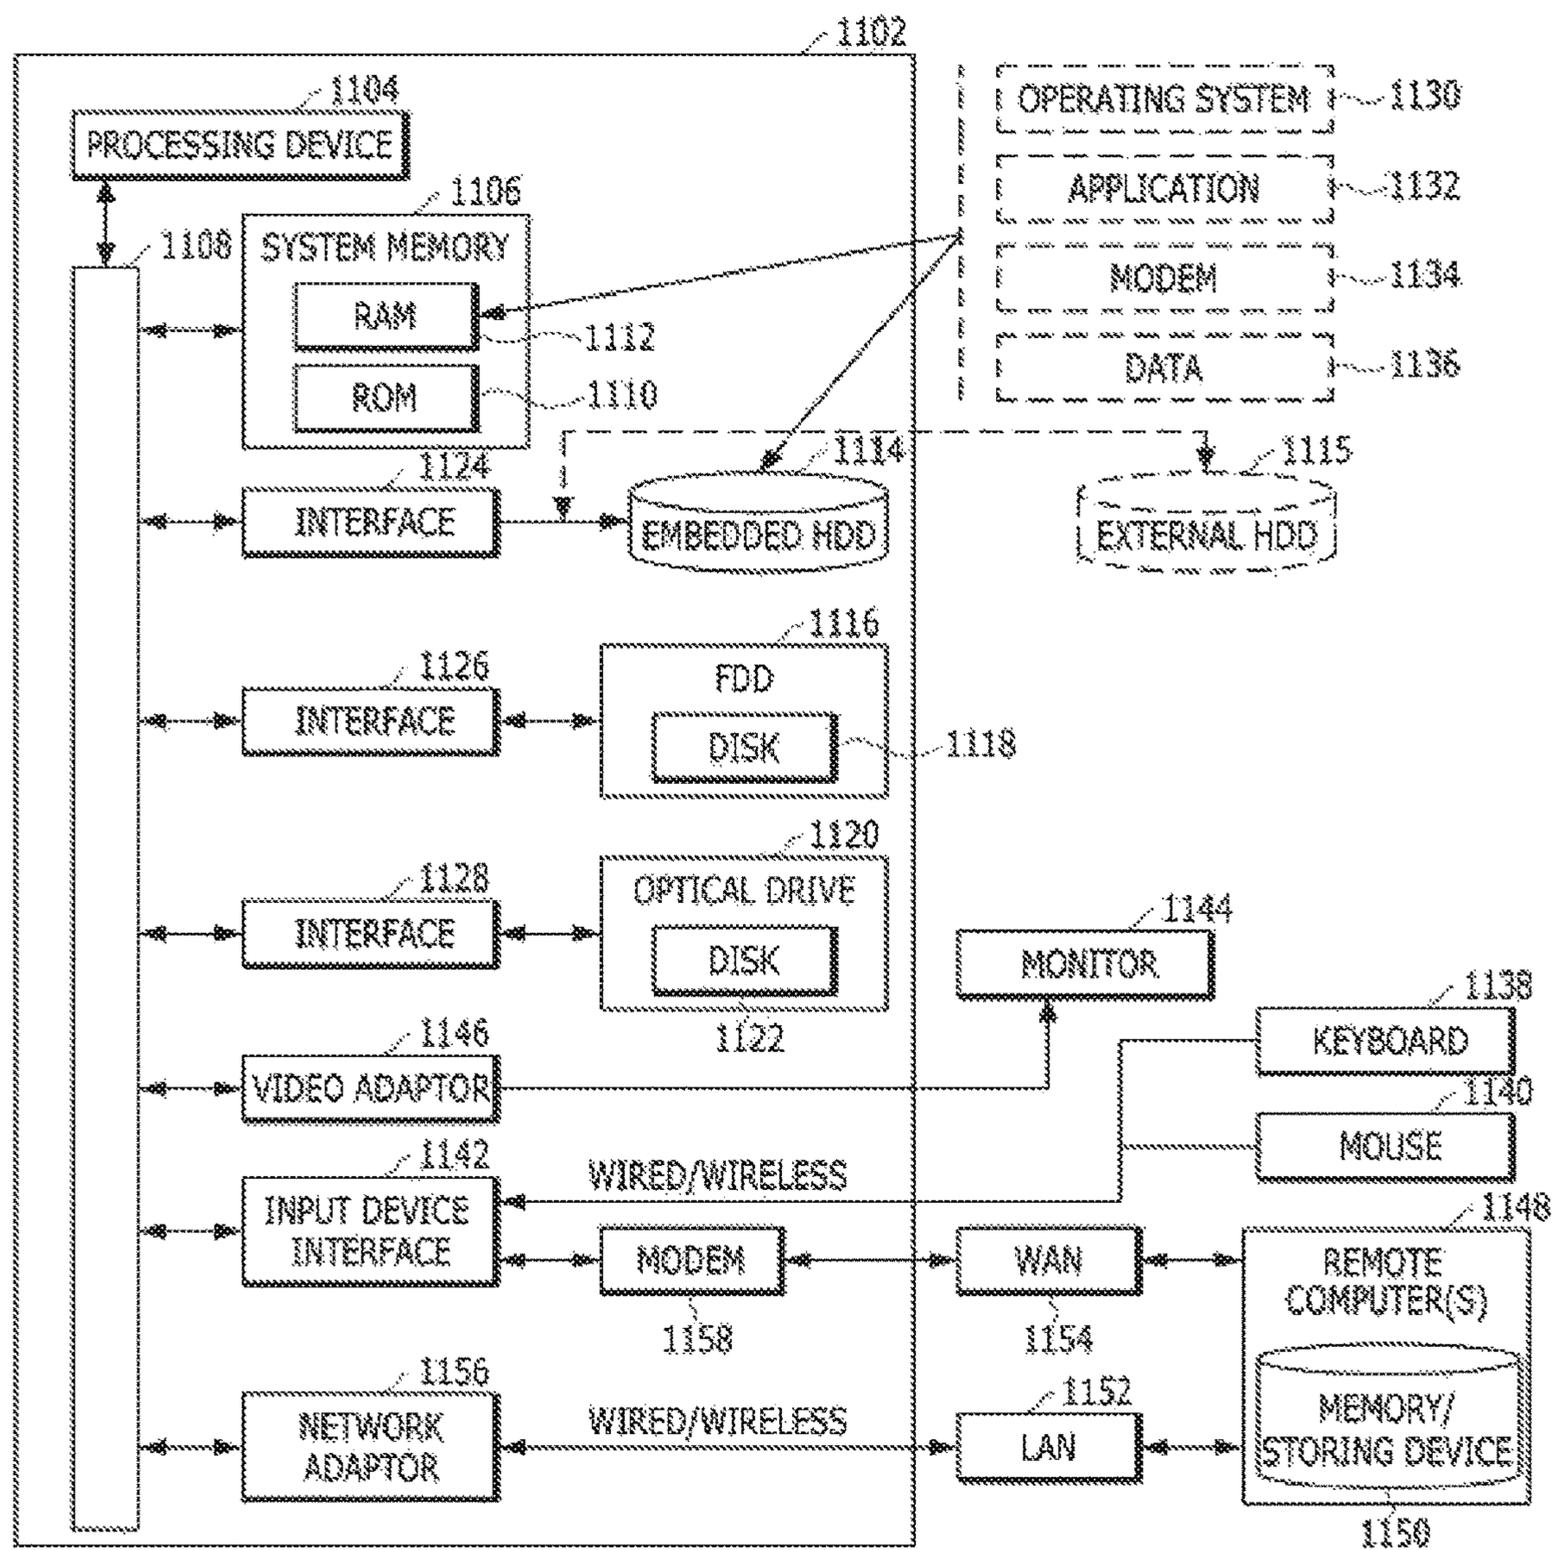 1102
1104
PROCESSING DEVICE
OPERATING SYSTEM
1130
1106
SYSTEM MEMORY
APPLICATION
1132
1108
RAM
1112
MODEM
1134
ROM
1110
DATA
1136
1124
INTERFACE
1114
EMBEDDED HDD
1115
EXTERNAL HDD
1126
INTERFACE
1116
FDD
DISK
1118
1128
INTERFACE
1120
OPTICAL DRIVE
DISK
1122
1144
MONITOR
1138
KEYBOARD
1146
VIDEO ADAPTOR
1140
MOUSE
1142
INPUT DEVICE
INTERFACE
WIRED/WIRELESS
MODEM
1158
WAN
1154
1148
REMOTE
COMPUTER(S)
1156
NETWORK
ADAPTOR
WIRED/WIRELESS
1152
LAN
MEMORY/
STORING DEVICE
1150